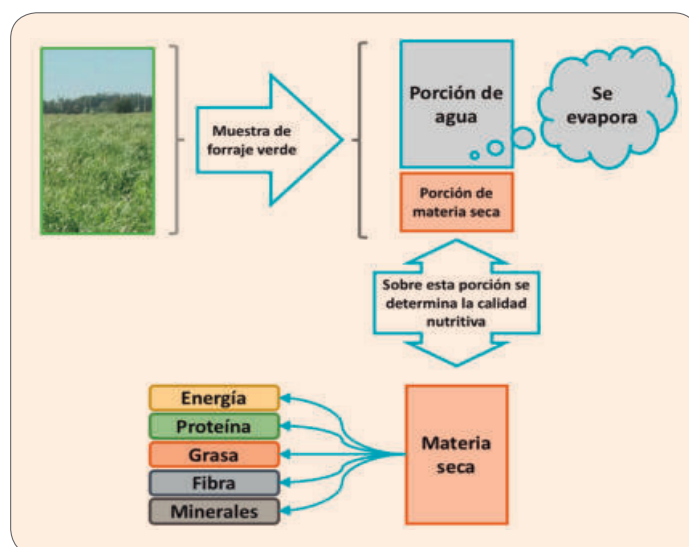 Muestra de
forraje verde
Porción de
agua
Se
evapora
Porción de
materia seca
Sobre esta porción se
determina la calidad
nutritiva
Energía
Proteína
Grasa
Fibra
Minerales
Materia
seca